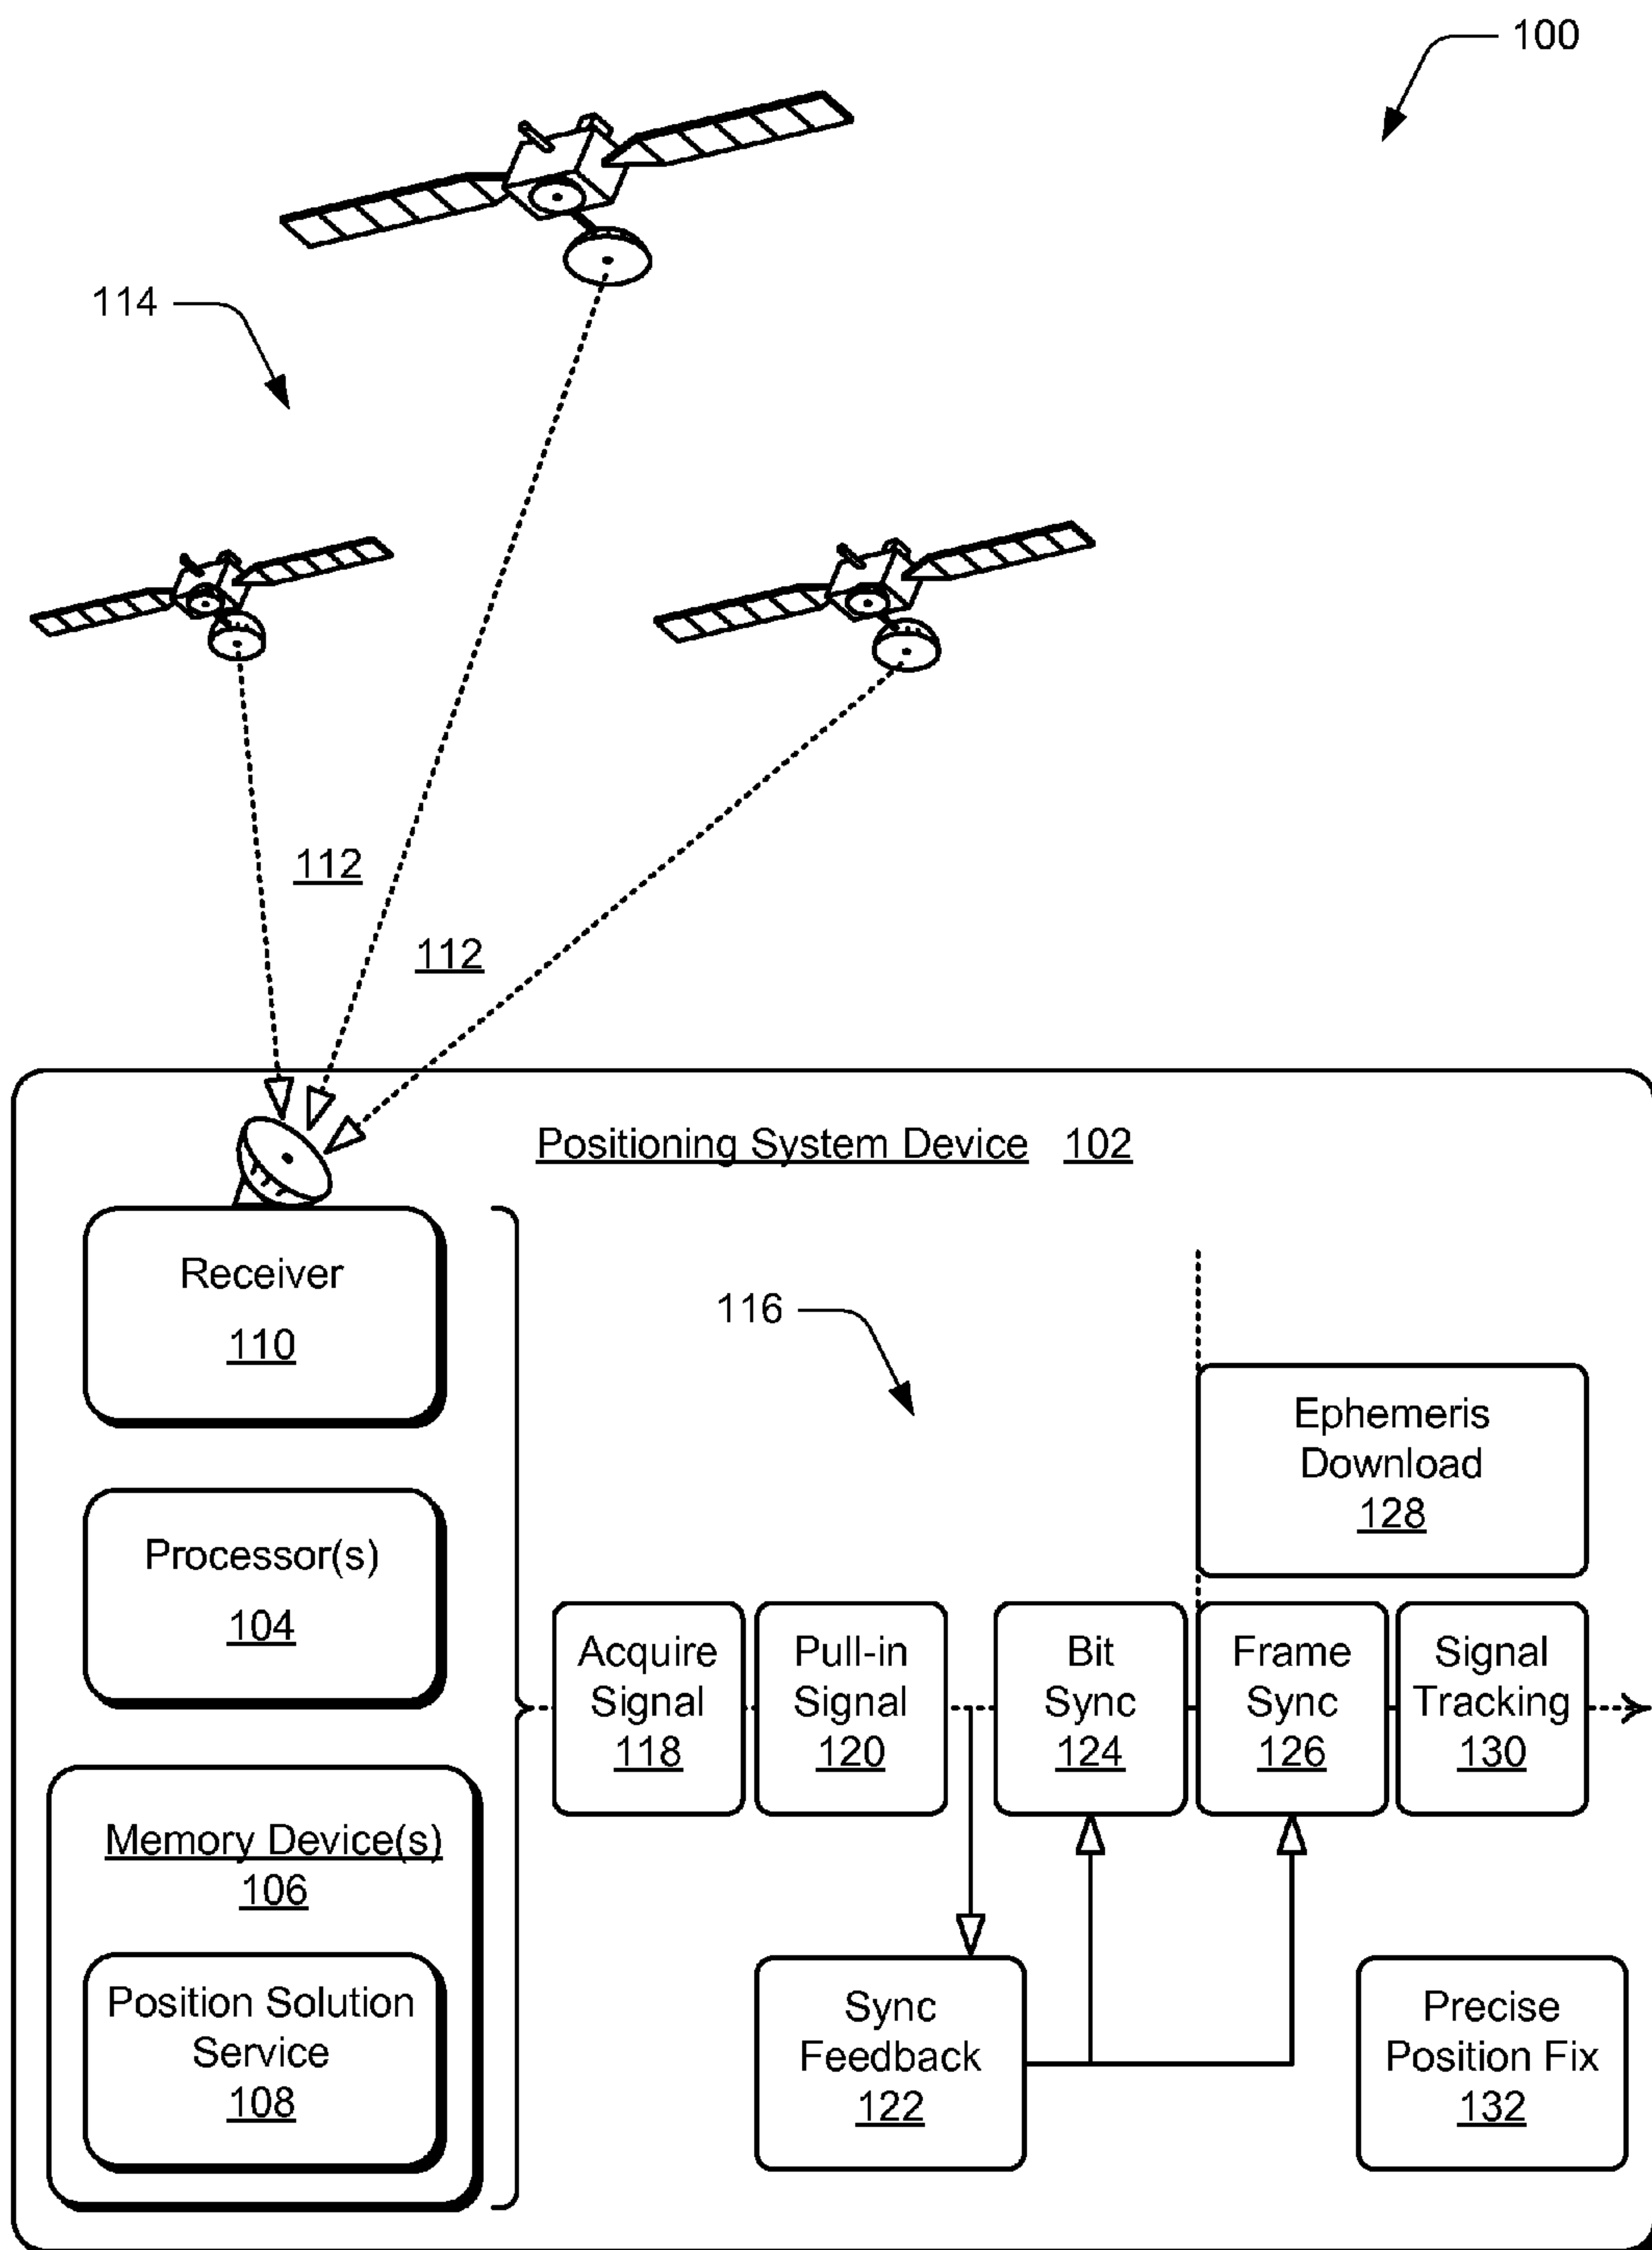 100
114
112
112
Positioning System Device 102
Receiver
110
116
Ephemeris
Download
128
Processor(s)
104
Acquire
Signal
118
Pull-in
Signal
120
Bit
Sync
124
Frame
Sync
126
Signal
Tracking
130
Memory Device(s)
106
Position Solution
Service
108
Sync
Feedback
122
Precise
Position Fix
132